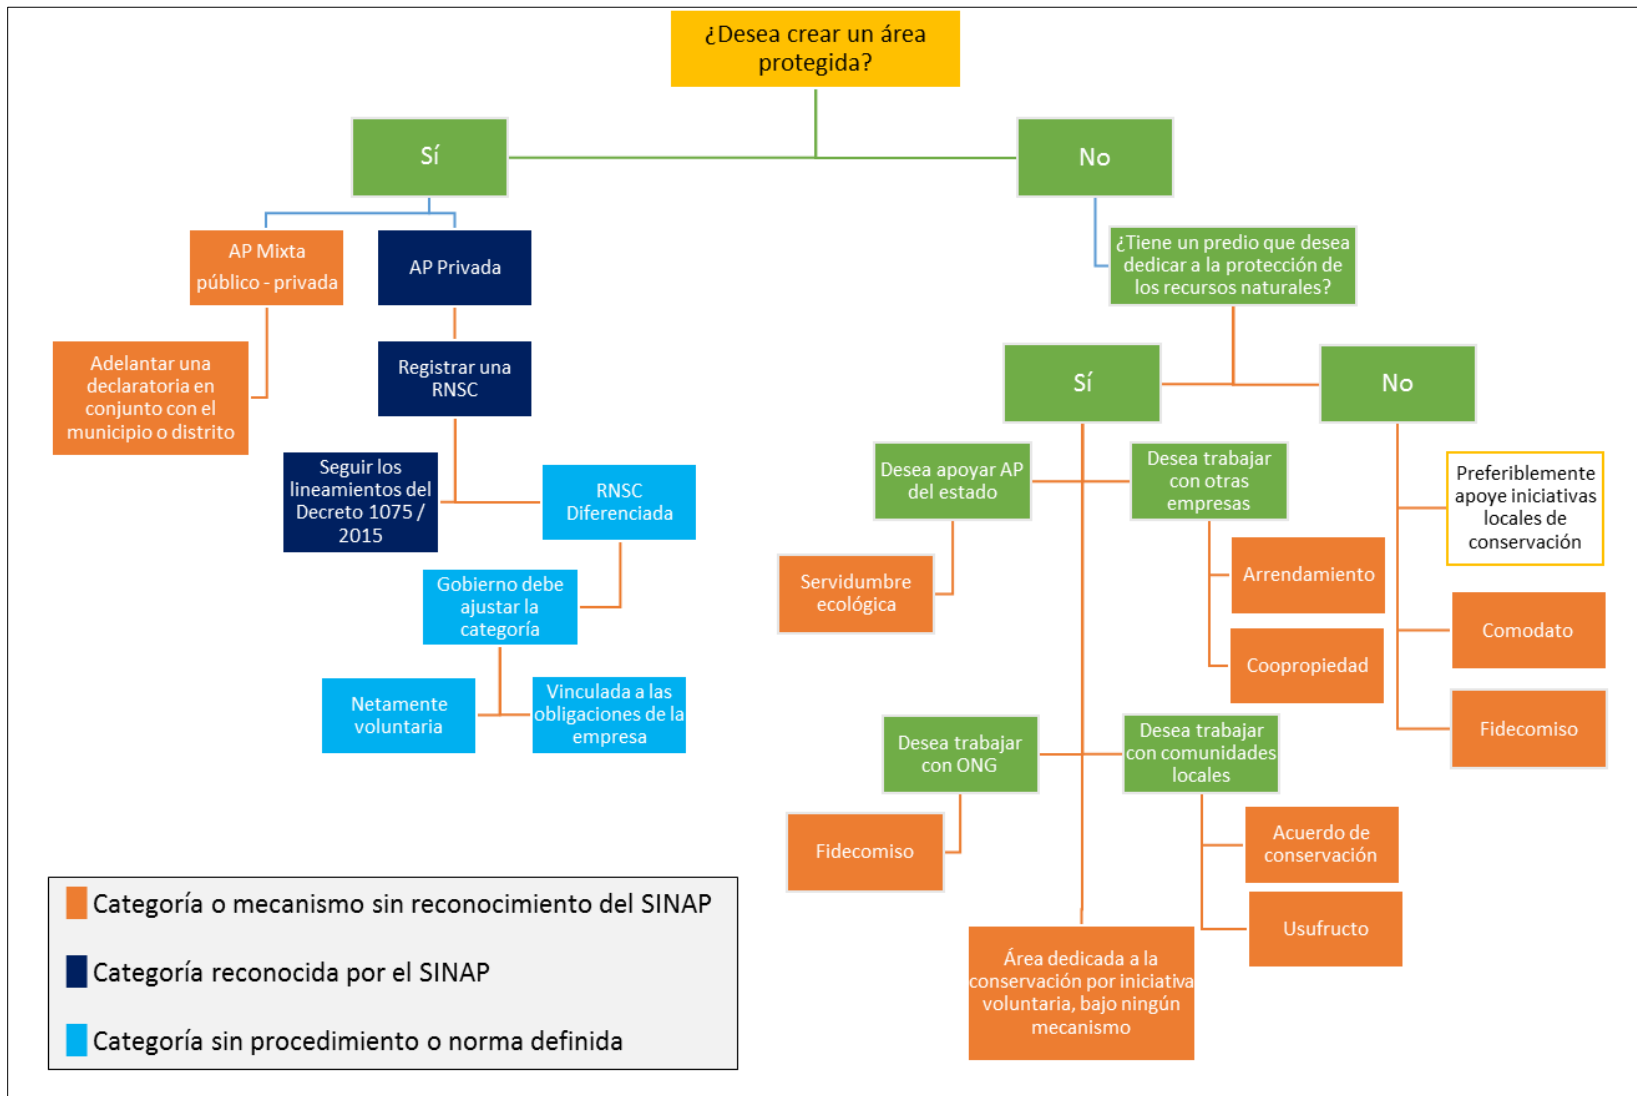 ¿Desea crear un área
protegida?
Sí
No
AP Mixta
público - privada
AP Privada
¿Tiene un predio que desea
dedicar a la protección de
los recursos naturales?
Adelantar una
declaratoria en
conjunto con el
municipio o distrito
Registrar una
RNSC
Sí
No
Seguir los
lineamientos del
Decreto 1075 /
2015
RNSC
Diferenciada
Desea apoyar AP
del estado
Desea trabajar
con otras
empresas
Preferiblemente
apoye iniciativas
locales de
conservación
Gobierno debe
ajustar la
categoría
Servidumbre
ecológica
Arrendamiento
Comodato
Coopropiedad
Netamente
voluntaria
Vinculada a las
obligaciones de la
empresa
Fidecomiso
Desea trabajar
con ONG
Desea trabajar
con comunidades
locales
Fidecomiso
Acuerdo de
conservación
Usufructo
Área dedicada a la
conservación por iniciativa
voluntaria, bajo ningún
mecanismo
Categoría o mecanismo sin reconocimiento del SINAP
Categoría reconocida por el SINAP
Categoría sin procedimiento o norma definida